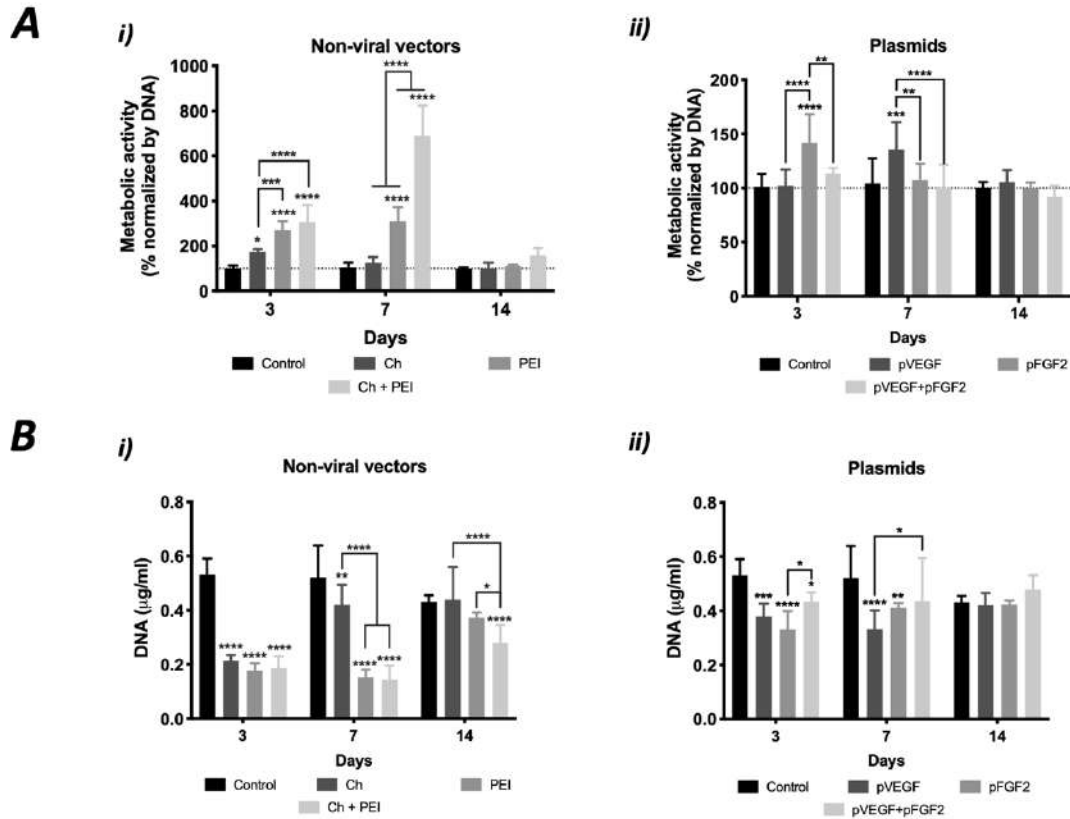 A
i)
Non-viral vectors
Metabolic activity
(% normalized by DNA)
1000
800
600
400
200
0
****
****
****
***
****
****
*
****
3
7
14
Days
Control
Ch
PEI
Ch + PEI
ii)
Plasmids
Metabolic activity
(% normalized by DNA)
200
150
100
50
0
**
****
****
****
**
***
3
7
14
Days
Control
pVEGF
pFGF2
pVEGF+pFGF2
B
i)
Non-viral vectors
DNA (µg/ml)
0.8
0.6
0.4
0.2
0.0
**** **** ****
****
**
**** ****
****
*
****
3
7
14
Days
Control
Ch
PEI
Ch + PEI
ii)
Plasmids
DNA (µg/ml)
0.8
0.6
0.4
0.2
0.0
*
*
***
****
*
**** **
3
7
14
Days
Control
pVEGF
pFGF2
pVEGF+pFGF2